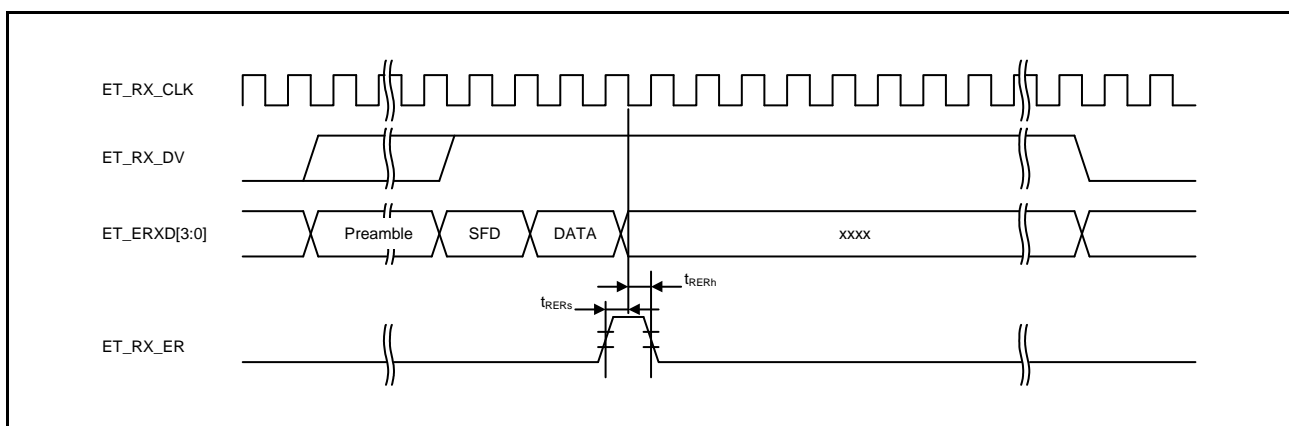 ET_RX_CLK
ET_RX_DV
ET_ERXD[3:0]
Preamble
SFD
DATA
xxxx
tRERh
tRERs
ET_RX_ER